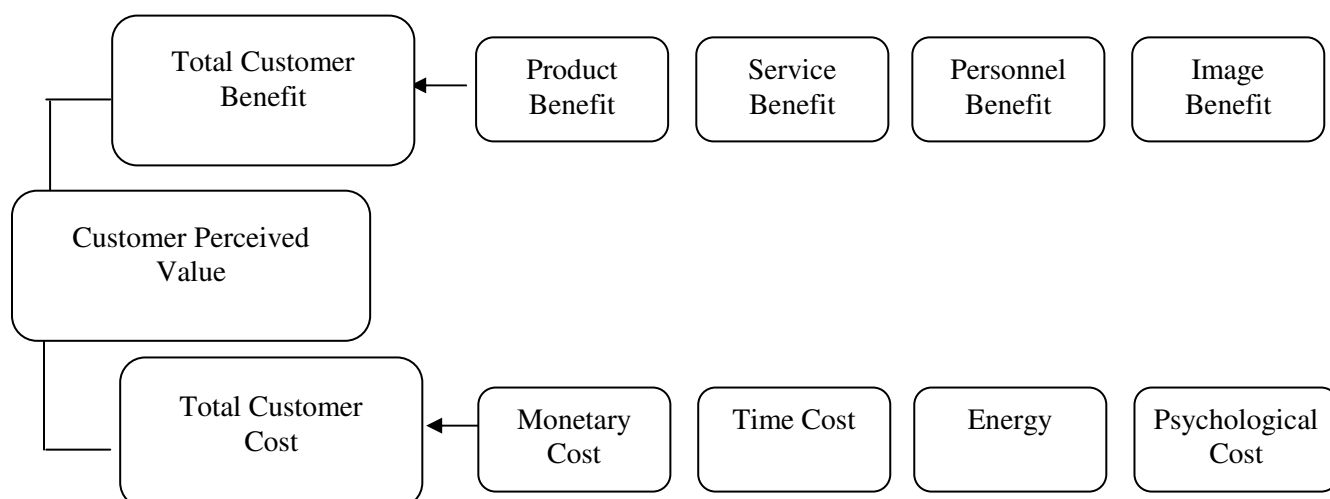 Total Customer
Benefit
Product
Benefit
Service
Benefit
Personnel
Benefit
Image
Benefit
Customer Perceived
Value
Total Customer
Cost
Monetary
Cost
Time Cost
Energy
Psychological
Cost